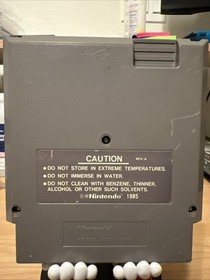 CAUTION REV-A
• DO NOT STORE IN EXTREME TEMPERATURES.
• DO NOT IMMERSE IN WATER.
• DO NOT CLEAN WITH BENZENE, THINNER,
ALCOHOL OR OTHER SUCH SOLVENTS.
© Nintendo 1985